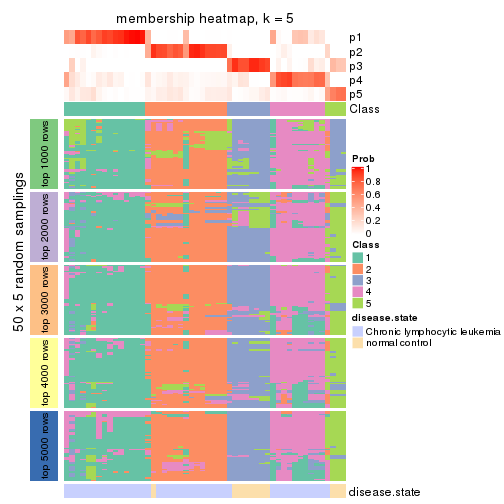 membership heatmap, k = 5
p1
p2
p3
p4
p5
Class
50 x 5 random samplings
top 1000 rows
top 2000 rows
top 3000 rows
top 4000 rows
top 5000 rows
disease.state
Prob
1
0.8
0.6
0.4
0.2
0
Class
1
2
3
4
5
disease.state
Chronic lymphocytic leukemia
normal control